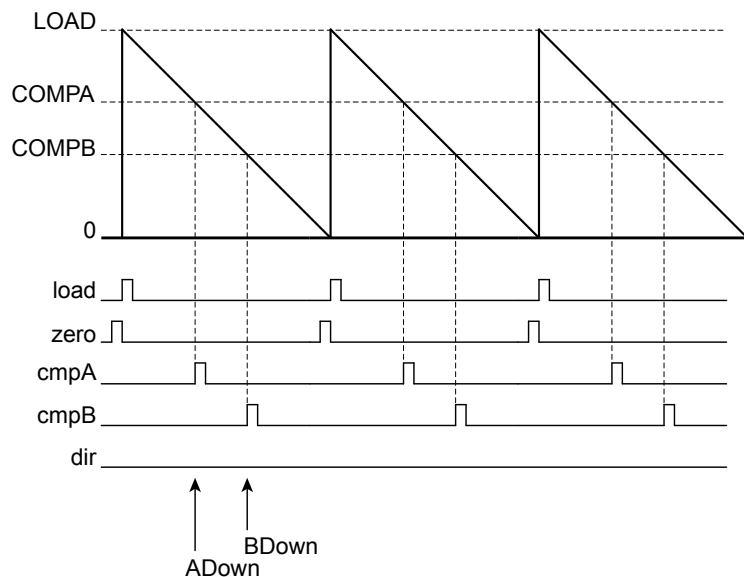 LOAD
COMPA
COMPB
0
load
zero
cmpA
cmpB
dir
BDown
ADown